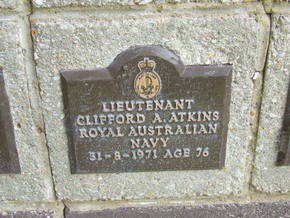 LIEUTENANT
CLIFFORD A. ATKINS
ROYAL AUSTRALIAN
NAVY
31-8-1971 AGE 76